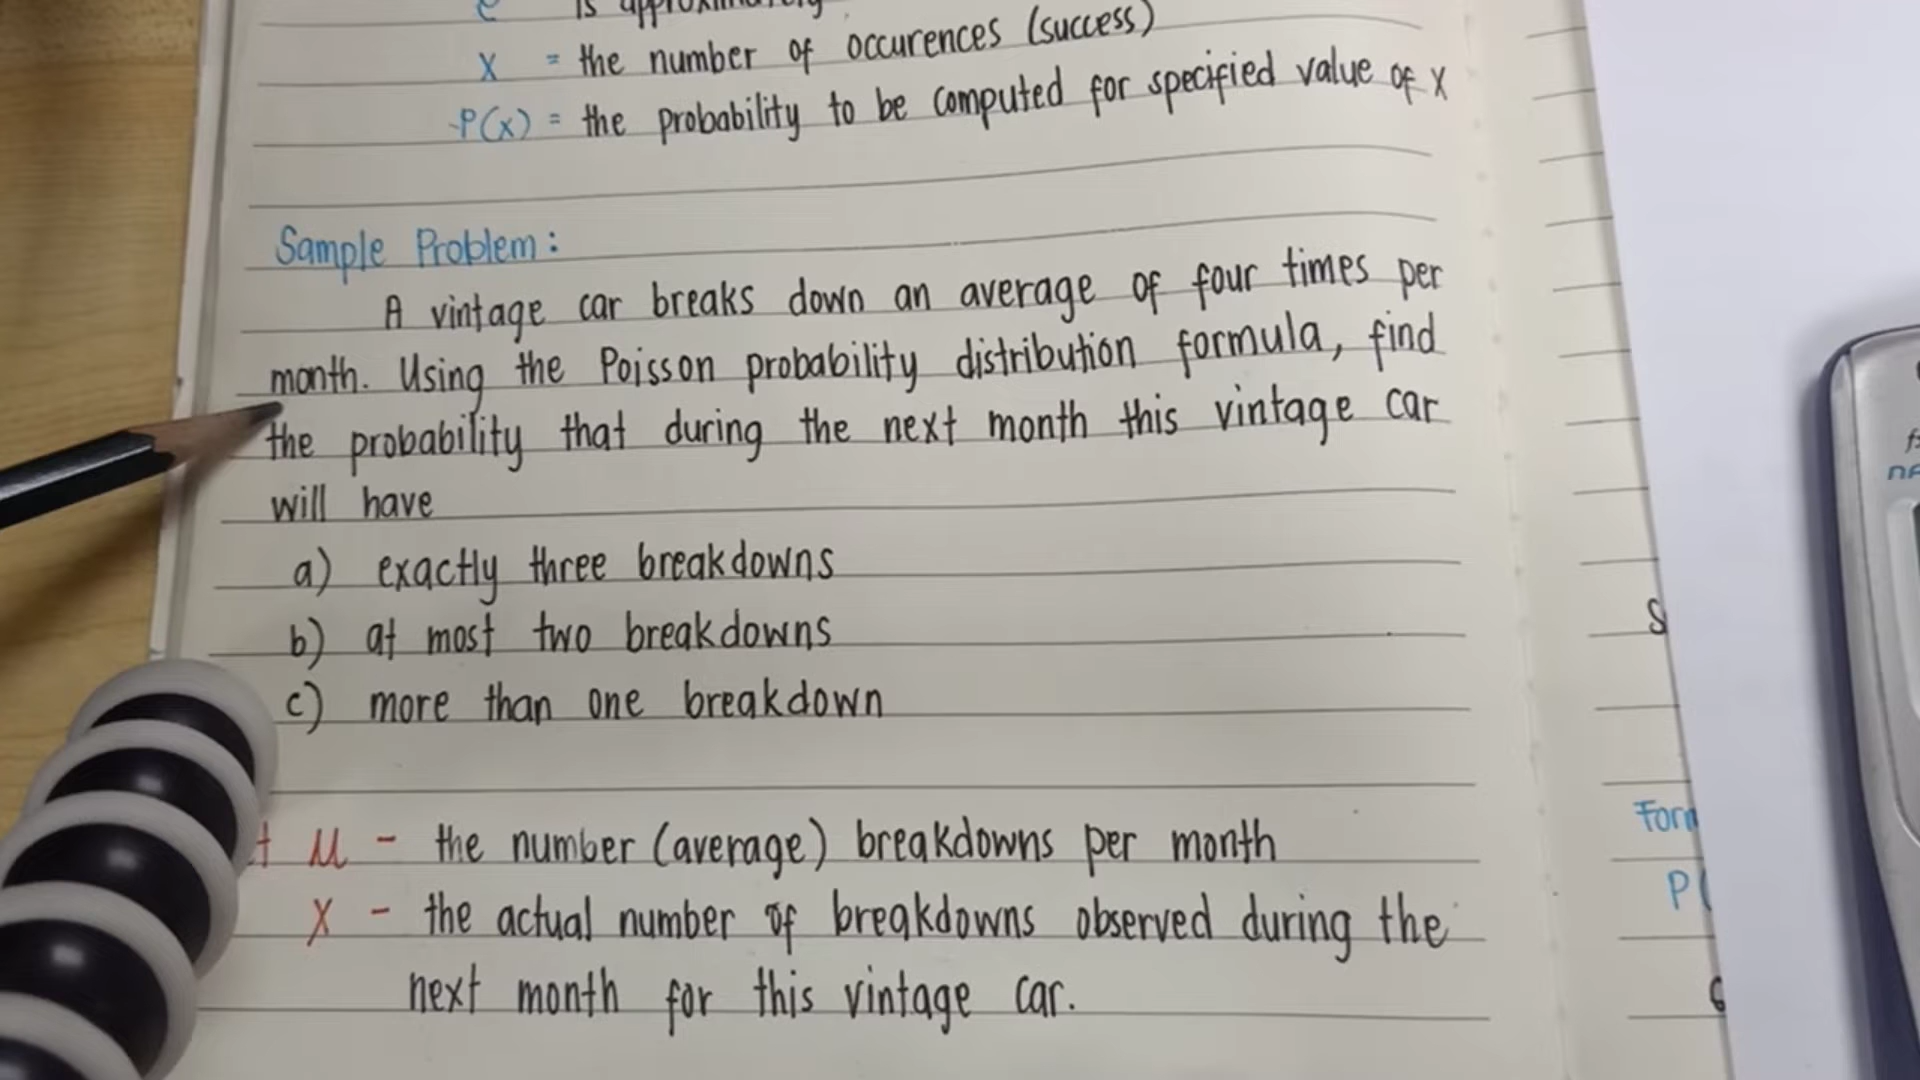 e is approximately
x = the number of occurences (success)
P(x) = the probability to be computed for specified value of x
Sample Problem:
A vintage car breaks down an average of four times per
month. Using the Poisson probability distribution formula, find
the probability that during the next month this vintage car
will have
a) exactly three breakdowns
b) at most two breakdowns
c) more than one breakdown
μ - the number (average) breakdowns per month
x - the actual number of breakdowns observed during the
next month for this vintage car.
S
Form
P(